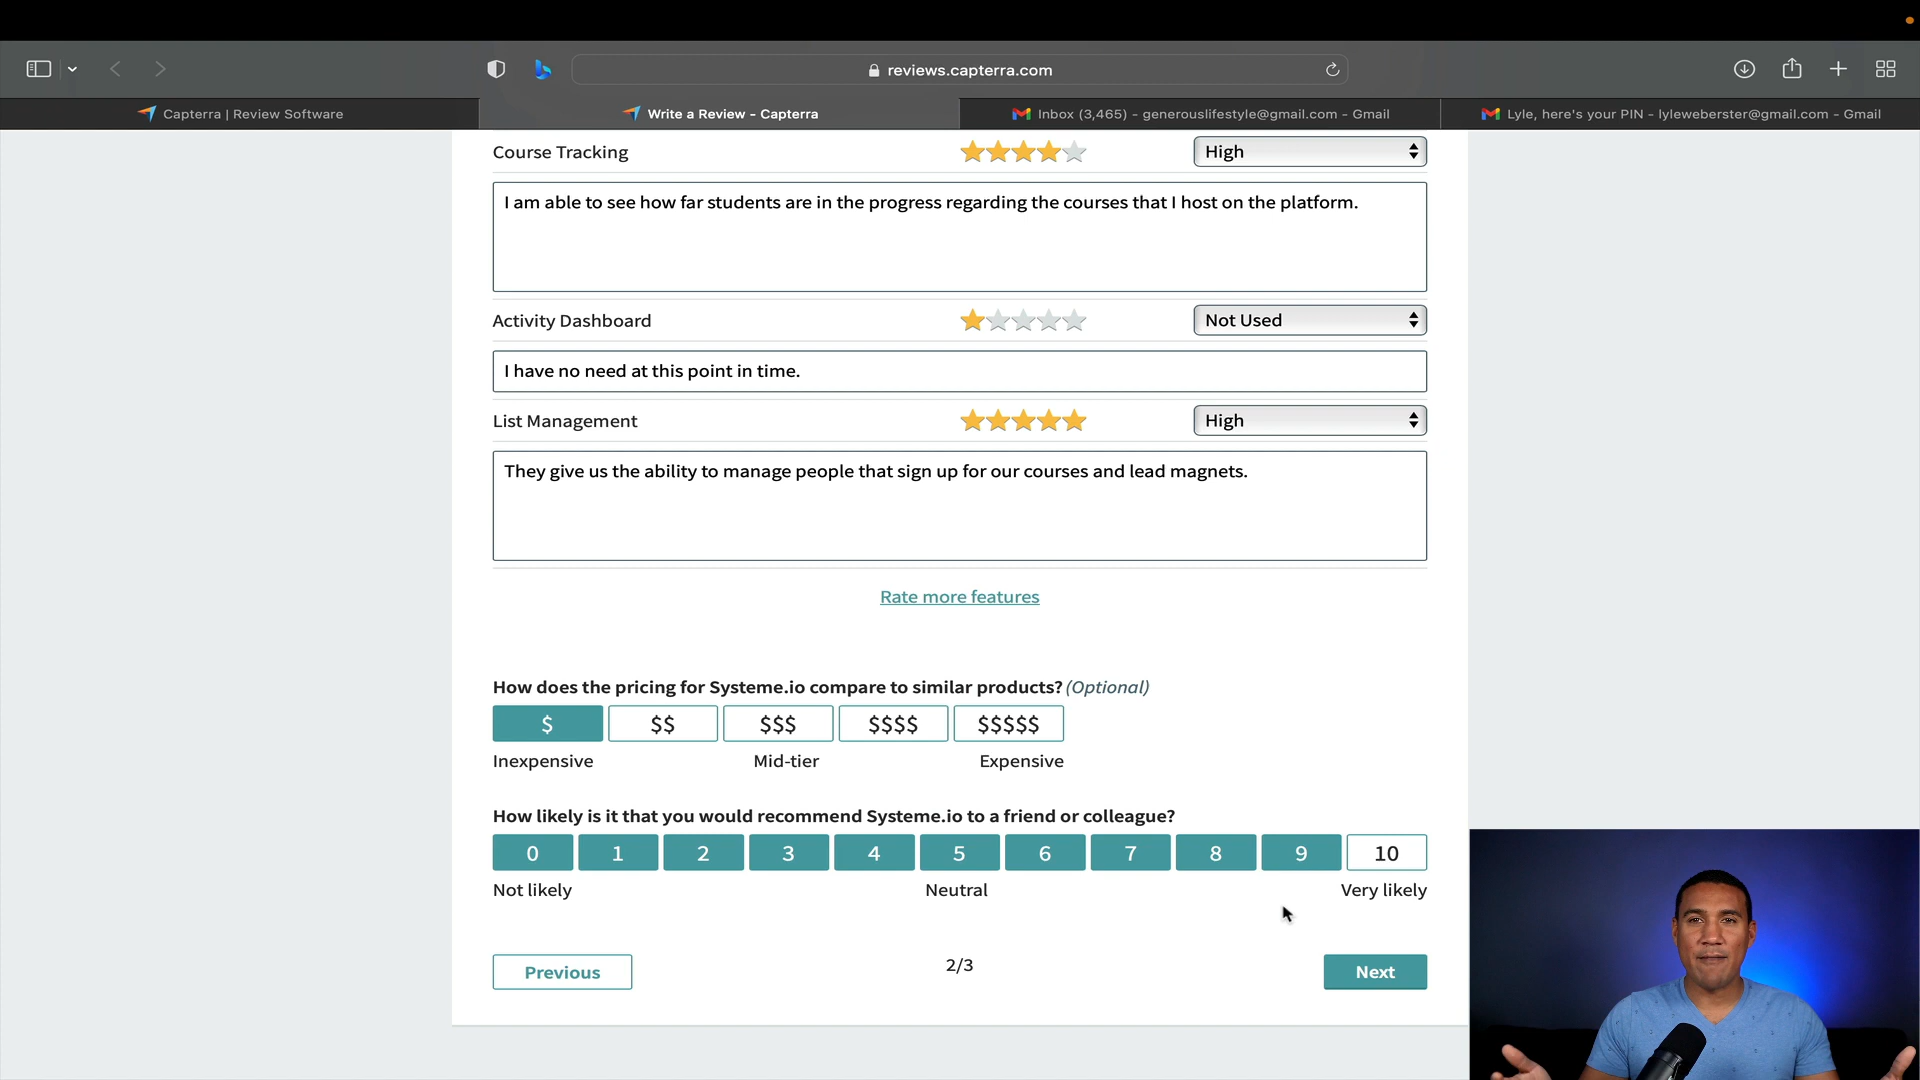 reviews.capterra.com
Capterra | Review Software
Write a Review - Capterra
Inbox (3,465) - generouslifestyle@gmail.com - Gmail
Lyle, here's your PIN - lyleweberster@gmail.com - Gmail
Course Tracking
High
I am able to see how far students are in the progress regarding the courses that I host on the platform.
Activity Dashboard
Not Used
I have no need at this point in time.
List Management
High
They give us the ability to manage people that sign up for our courses and lead magnets.
Rate more features
How does the pricing for Systeme.io compare to similar products? (Optional)
$ $$ $$$ $$$$ $$$$$
Inexpensive Mid-tier Expensive
How likely is it that you would recommend Systeme.io to a friend or colleague?
0 1 2 3 4 5 6 7 8 9 10
Not likely Neutral Very likely
Previous
2/3
Next